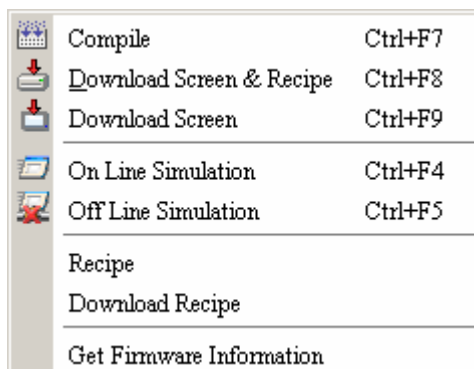 Compile Ctrl+F7
Download Screen & Recipe Ctrl+F8
Download Screen Ctrl+F9
On Line Simulation Ctrl+F4
Off Line Simulation Ctrl+F5
Recipe
Download Recipe
Get Firmware Information